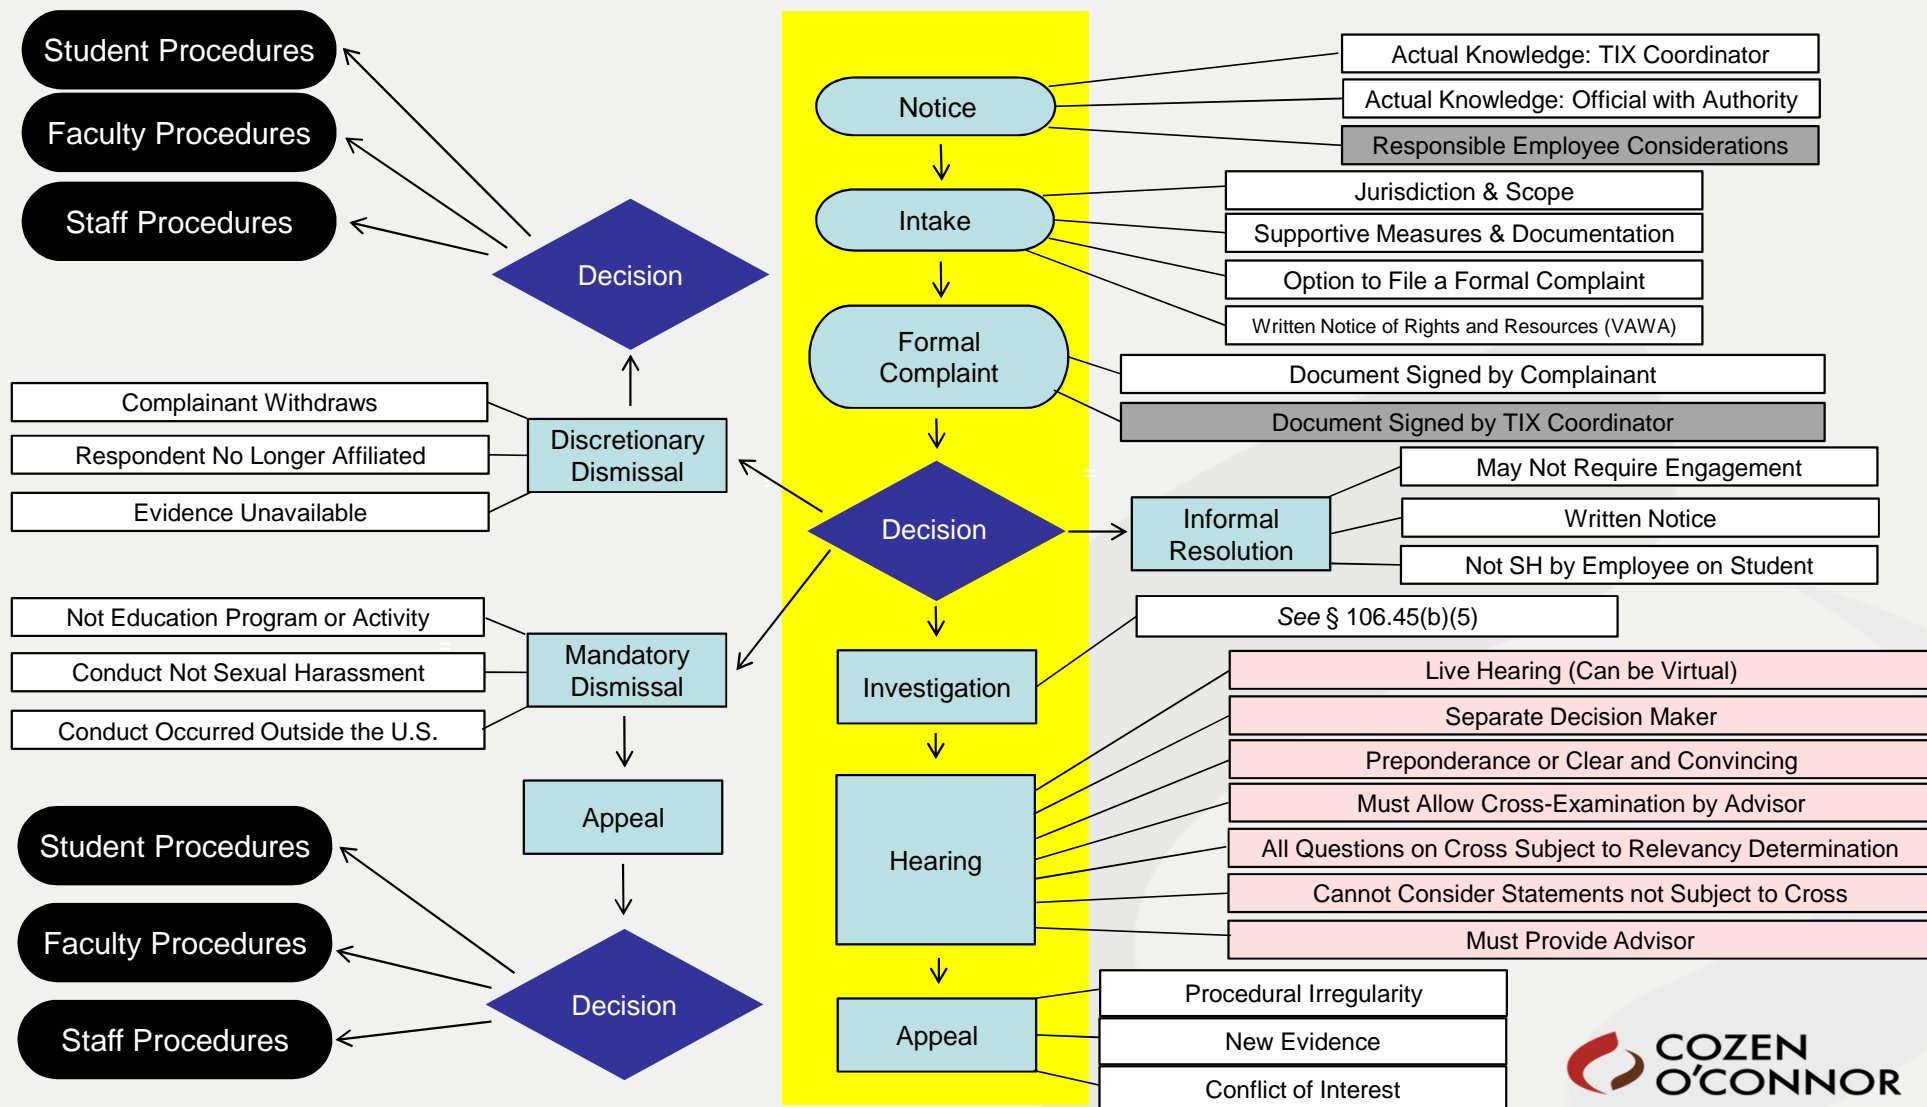 Student Procedures
Faculty Procedures
Staff Procedures
Decision
Notice
Actual Knowledge: TIX Coordinator
Actual Knowledge: Official with Authority
Responsible Employee Considerations
Intake
Jurisdiction & Scope
Supportive Measures & Documentation
Option to File a Formal Complaint
Written Notice of Rights and Resources (VAWA)
Formal
Complaint
Document Signed by Complainant
Document Signed by TIX Coordinator
Complainant Withdraws
Respondent No Longer Affiliated
Evidence Unavailable
Discretionary
Dismissal
Decision
Informal
Resolution
May Not Require Engagement
Written Notice
Not SH by Employee on Student
Not Education Program or Activity
Conduct Not Sexual Harassment
Conduct Occurred Outside the U.S.
Mandatory
Dismissal
Investigation
See § 106.45(b)(5)
Appeal
Hearing
Live Hearing (Can be Virtual)
Separate Decision Maker
Preponderance or Clear and Convincing
Must Allow Cross-Examination by Advisor
All Questions on Cross Subject to Relevancy Determination
Cannot Consider Statements not Subject to Cross
Must Provide Advisor
Student Procedures
Faculty Procedures
Staff Procedures
Decision
Appeal
Procedural Irregularity
New Evidence
Conflict of Interest
COZEN
O'CONNOR